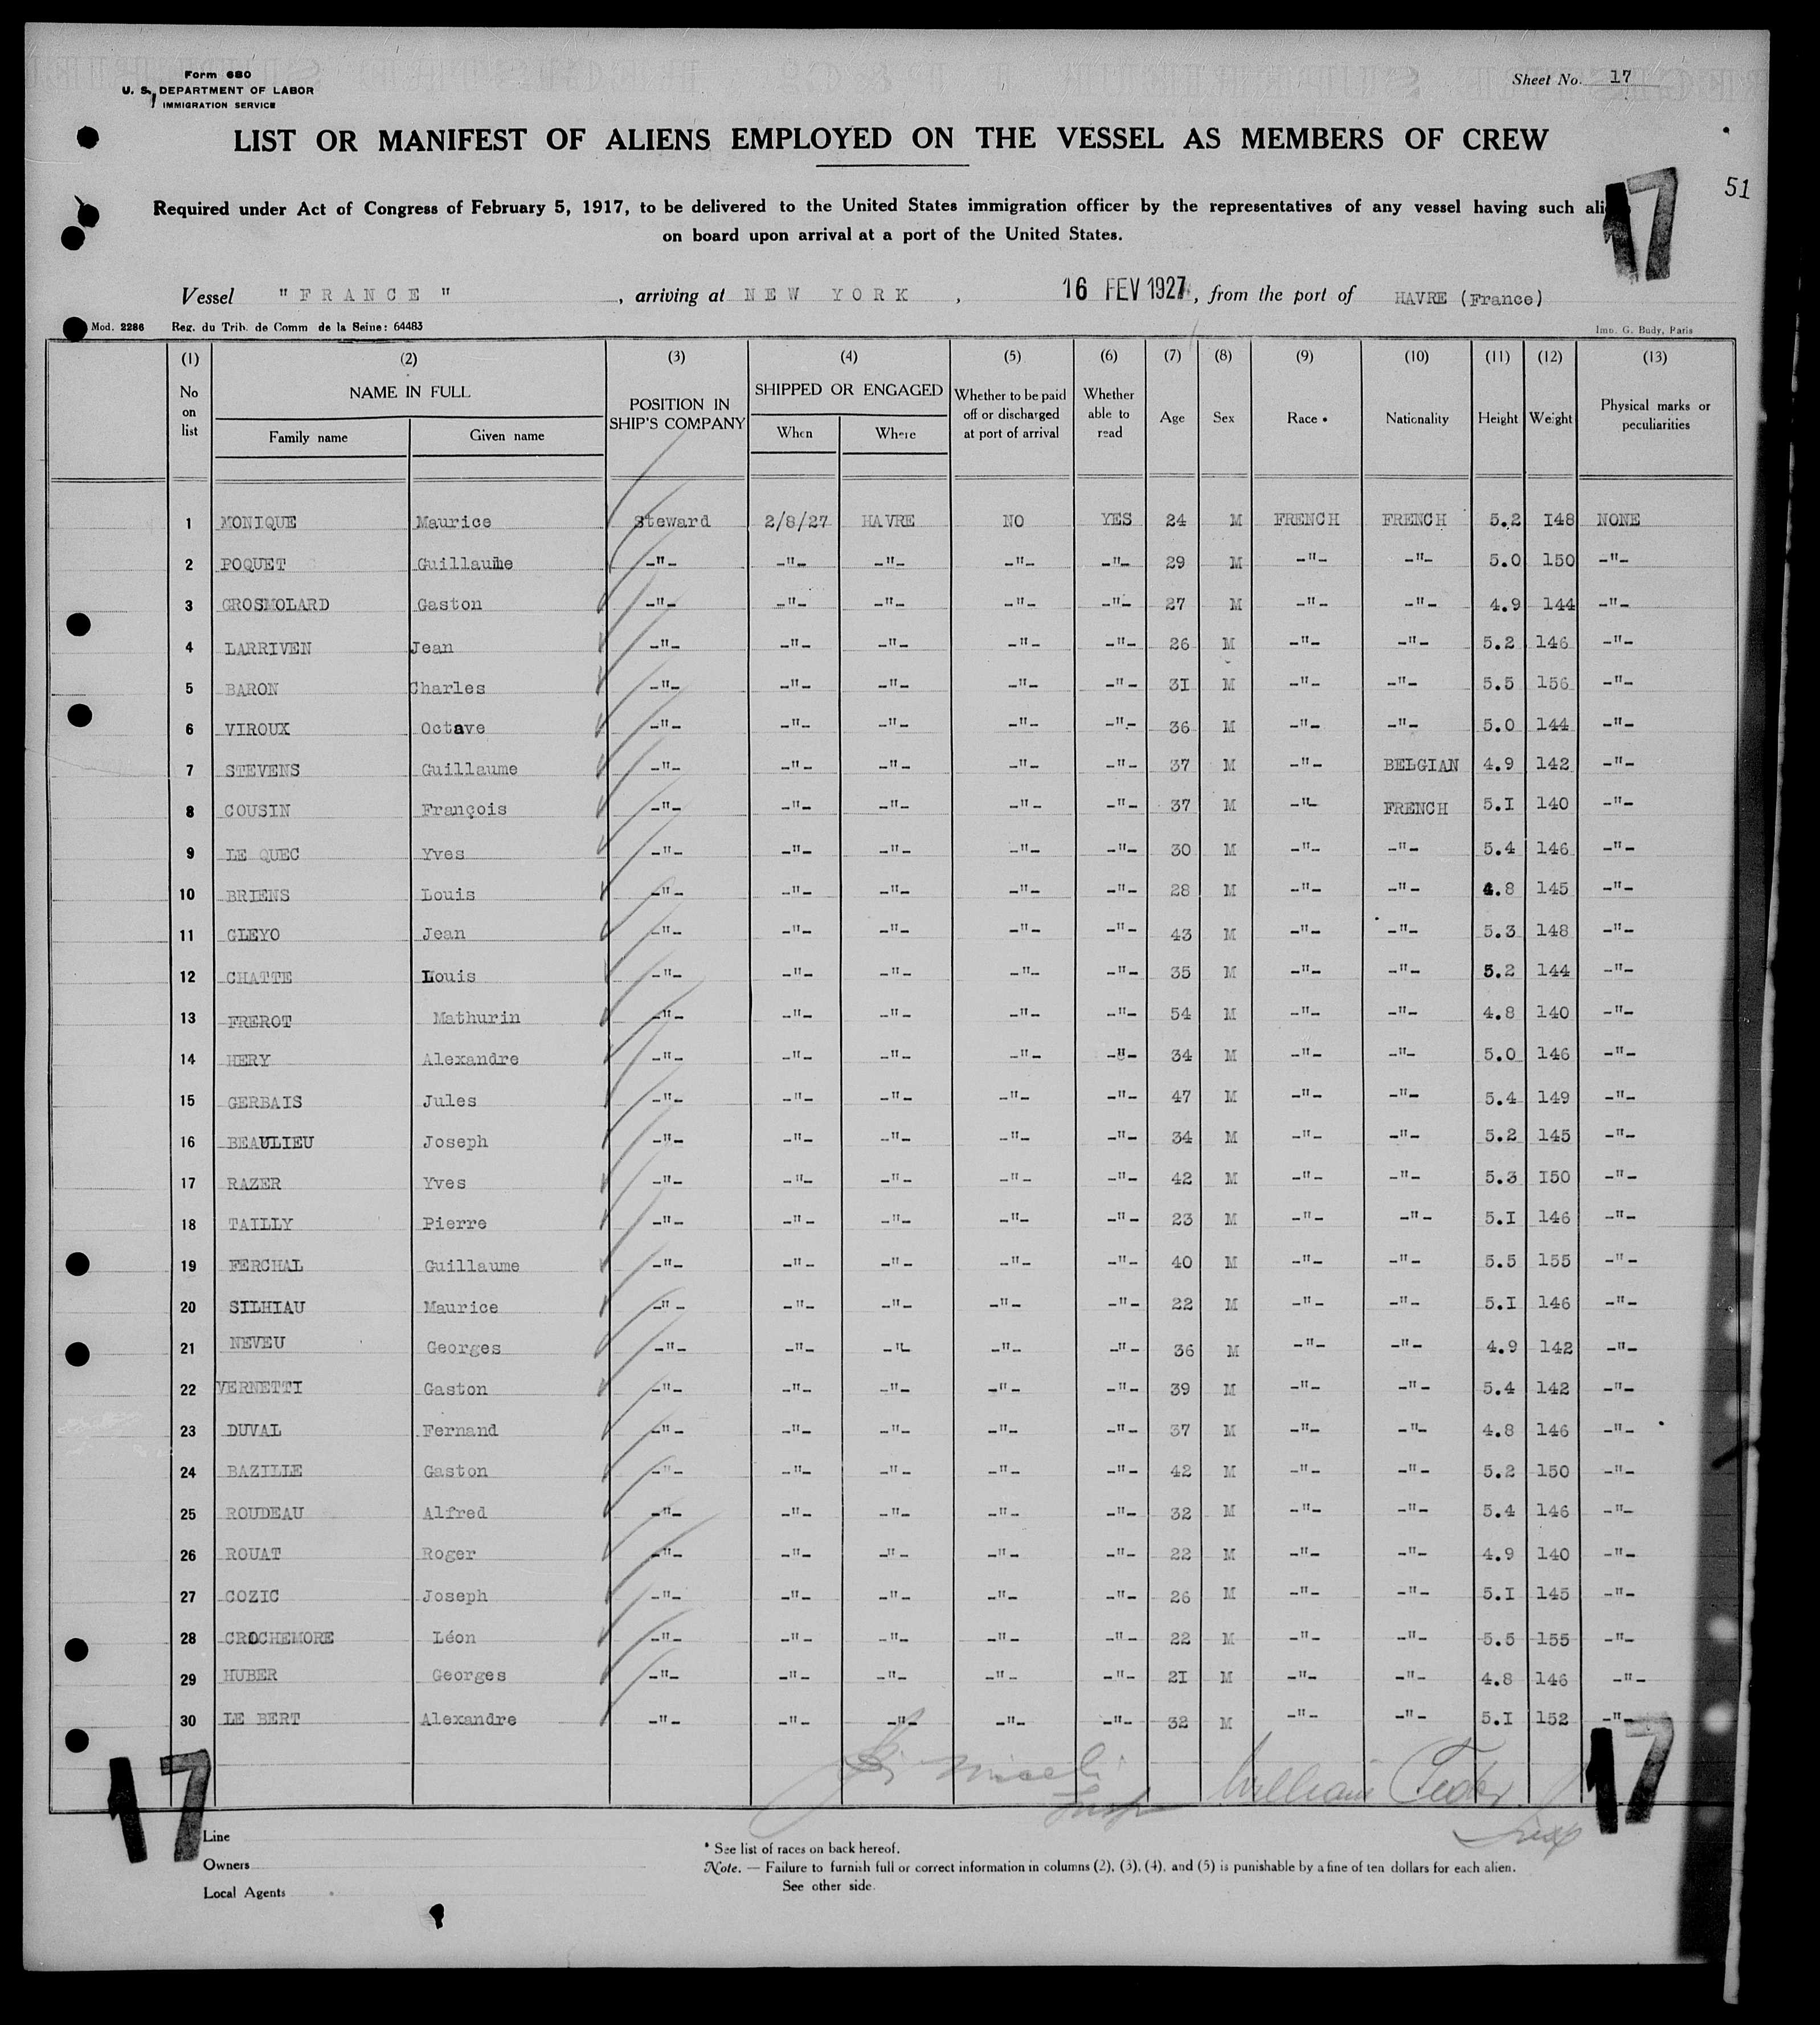 Form 680
U. S. DEPARTMENT OF LABOR
IMMIGRATION SERVICE
Sheet No. 17
LIST OR MANIFEST OF ALIENS EMPLOYED ON THE VESSEL AS MEMBERS OF CREW
17
51
Required under Act of Congress of February 5, 1917, to be delivered to the United States immigration officer by the representatives of any vessel having such
on board upon arrival at a port of the United States.
Vessel "FRANCE", arriving at NEW YORK, 16 FEV 1927, from the port of HAVRE (France)
Mod. 2286 Reg. du Trib. de Comm de la Seine: 64483 Imp. G. Budy, Paris
(1) (2) (3) (4) (5) (6) (7) (8) (9) (10) (11) (12) (13)
No on list NAME IN FULL Family name Given name POSITION IN SHIP'S COMPANY SHIPPED OR ENGAGED When Where Whether to be paid off or discharged at port of arrival Whether able to read Age Sex Race * Nationality Height Weight Physical marks or peculiarities
1 MONIQUE Maurice Steward 2/8/27 HAVRE NO YES 24 M FRENCH FRENCH 5.2 148 NONE
2 POQUET Guillaume -"- -"- -"- -"- -"- 29 M -"- -"- 5.0 150 -"-
3 GROSMOLARD Gaston -"- -"- -"- -"- -"- 27 M -"- -"- 4.9 144 -"-
4 LARRIVEN Jean -"- -"- -"- -"- -"- 26 M -"- -"- 5.2 146 -"-
5 BARON Charles -"- -"- -"- -"- -"- 31 M -"- -"- 5.5 156 -"-
6 VIROUX Octave -"- -"- -"- -"- -"- 36 M -"- -"- 5.0 144 -"-
7 STEVENS Guillaume -"- -"- -"- -"- -"- 37 M -"- BELGIAN 4.9 142 -"-
8 COUSIN François -"- -"- -"- -"- -"- 37 M -"- FRENCH 5.1 140 -"-
9 LE QUEC Yves -"- -"- -"- -"- -"- 30 M -"- -"- 5.4 146 -"-
10 BRIENS Louis -"- -"- -"- -"- -"- 28 M -"- -"- 4.8 145 -"-
11 GLEYO Jean -"- -"- -"- -"- -"- 43 M -"- -"- 5.3 148 -"-
12 CHATTE Louis -"- -"- -"- -"- -"- 35 M -"- -"- 5.2 144 -"-
13 FREROT Mathurin -"- -"- -"- -"- -"- 54 M -"- -"- 4.8 140 -"-
14 HERY Alexandre -"- -"- -"- -"- -"- 34 M -"- -"- 5.0 146 -"-
15 GERBAIS Jules -"- -"- -"- -"- -"- 47 M -"- -"- 5.4 149 -"-
16 BEAULIEU Joseph -"- -"- -"- -"- -"- 34 M -"- -"- 5.2 145 -"-
17 RAZER Yves -"- -"- -"- -"- -"- 42 M -"- -"- 5.3 150 -"-
18 TAILLY Pierre -"- -"- -"- -"- -"- 23 M -"- -"- 5.1 146 -"-
19 FERCHAL Guillaume -"- -"- -"- -"- -"- 40 M -"- -"- 5.5 155 -"-
20 SILHIAU Maurice -"- -"- -"- -"- -"- 22 M -"- -"- 5.1 146 -"-
21 NEVEU Georges -"- -"- -"- -"- -"- 36 M -"- -"- 4.9 142 -"-
22 VERNETTI Gaston -"- -"- -"- -"- -"- 39 M -"- -"- 5.4 142 -"-
23 DUVAL Fernand -"- -"- -"- -"- -"- 37 M -"- -"- 4.8 146 -"-
24 BAZILLE Gaston -"- -"- -"- -"- -"- 42 M -"- -"- 5.2 150 -"-
25 ROUDEAU Alfred -"- -"- -"- -"- -"- 32 M -"- -"- 5.4 146 -"-
26 ROUAT Roger -"- -"- -"- -"- -"- 22 M -"- -"- 4.9 140 -"-
27 COZIC Joseph -"- -"- -"- -"- -"- 26 M -"- -"- 5.1 145 -"-
28 CROCHEMORE Léon -"- -"- -"- -"- -"- 22 M -"- -"- 5.5 155 -"-
29 HUBER Georges -"- -"- -"- -"- -"- 21 M -"- -"- 4.8 146 -"-
30 LE BERT Alexandre -"- -"- -"- -"- -"- 32 M -"- -"- 5.1 152 -"-
William
17 17
Line
Owners
Local Agents
* See list of races on back hereof.
Note. — Failure to furnish full or correct information in columns (2), (3), (4), and (5) is punishable by a fine of ten dollars for each alien.
See other side.